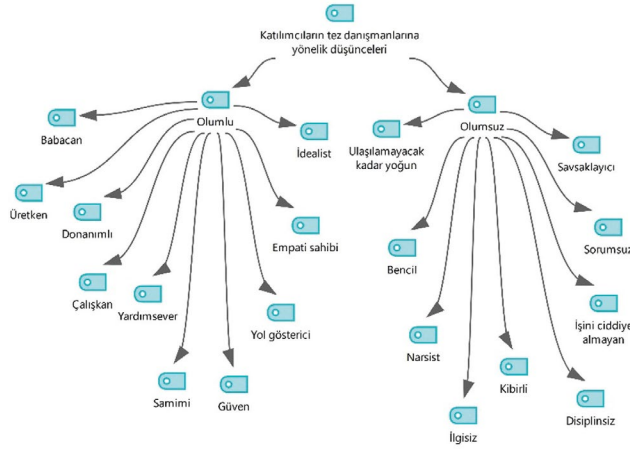 Katılımcıların tez danışmanlarına
yönelik düşünceleri
Olumlu
Olumsuz
Babacan
İdealist
Ulaşılamayacak
kadar yoğun
Savsaklayıcı
Üretken
Donanımlı
Empati sahibi
Bencil
Sorumsuz
Çalışkan
Yardımsever
Yol gösterici
Narsist
Kibirli
İşini ciddiye
almayan
Samimi
Güven
İlgisiz
Disiplinsiz